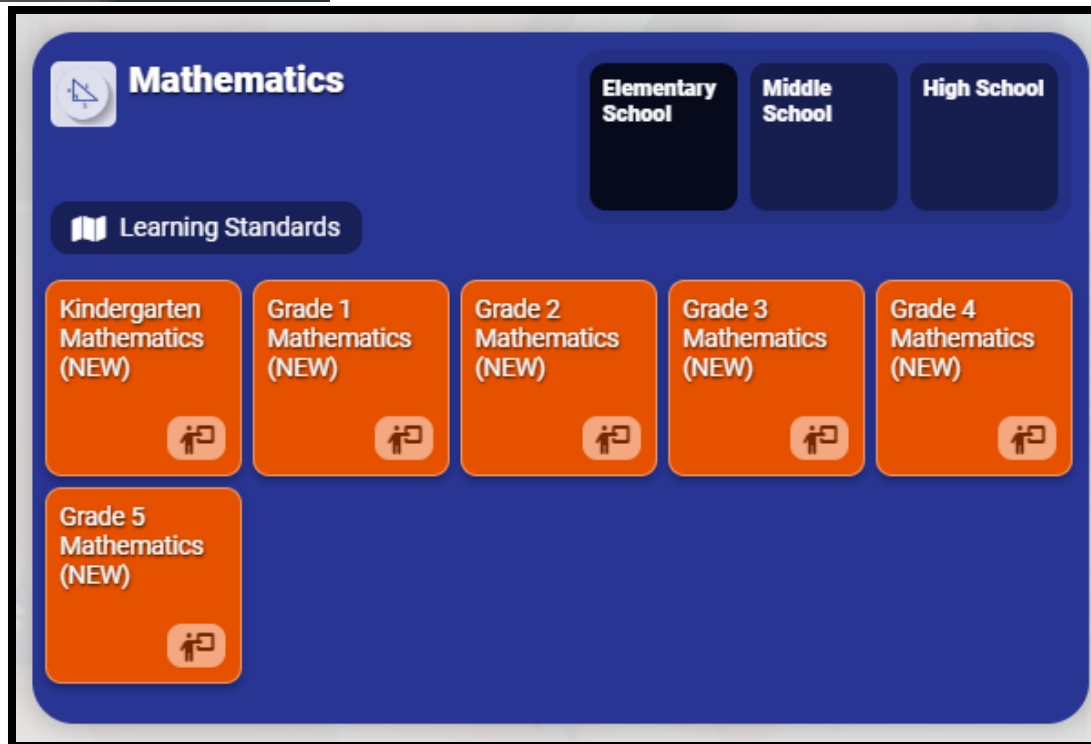 Mathematics
Elementary
School
Middle
School
High School
Learning Standards
Kindergarten
Mathematics
(NEW)
Grade 1
Mathematics
(NEW)
Grade 2
Mathematics
(NEW)
Grade 3
Mathematics
(NEW)
Grade 4
Mathematics
(NEW)
Grade 5
Mathematics
(NEW)